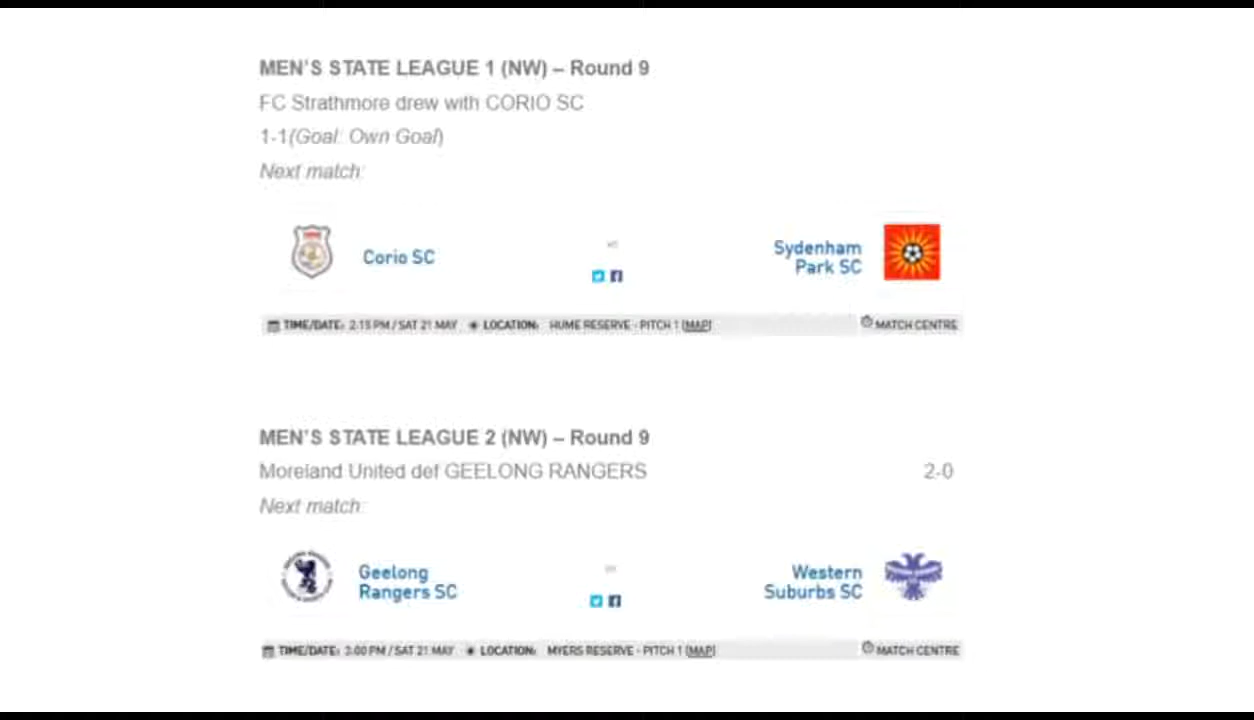 MEN'S STATE LEAGUE 1 (NW) – Round 9
FC Strathmore drew with CORIO SC
1-1(Goal: Own Goal)
Next match:
Corio SC
vs
Sydenham
Park SC
TIME/DATE: 2:15 PM / SAT 21 MAY LOCATION: HUME RESERVE - PITCH 1 [MAP] MATCH CENTRE
MEN'S STATE LEAGUE 2 (NW) – Round 9
Moreland United def GEELONG RANGERS 2-0
Next match:
Geelong
Rangers SC
Western
Suburbs SC
TIME/DATE: 3:00 PM / SAT 21 MAY LOCATION: MYERS RESERVE - PITCH 1 [MAP] MATCH CENTRE